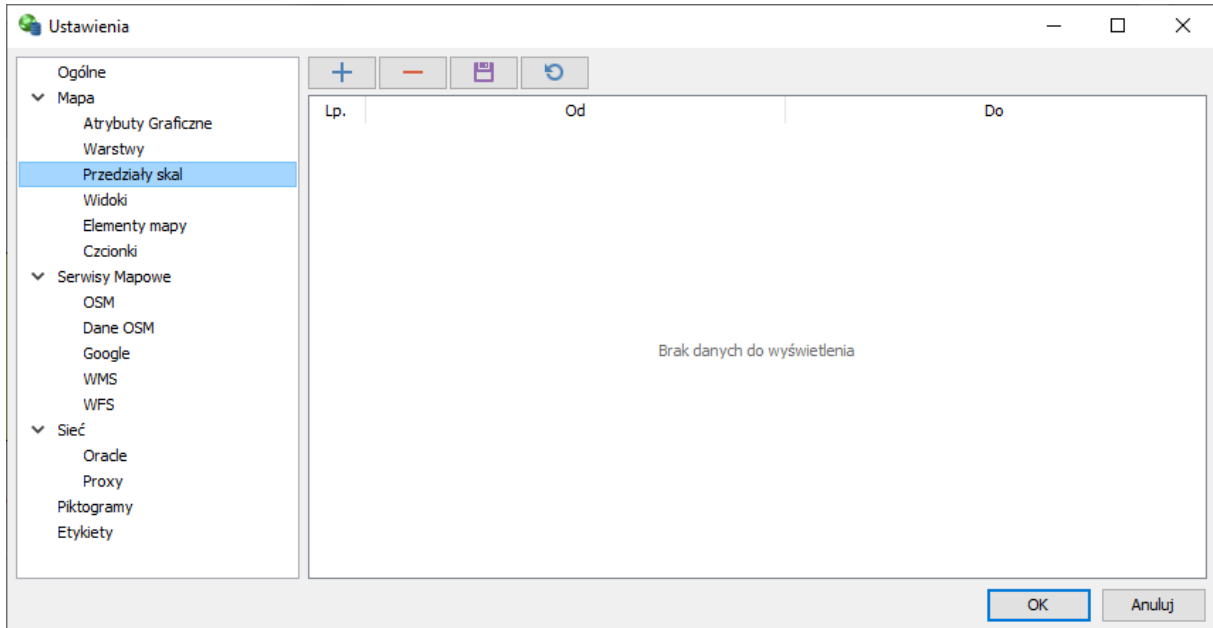 Ustawienia
Ogólne
Mapa
Atrybuty Graficzne
Warstwy
Przedziały skal
Widoki
Elementy mapy
Czcionki
Serwisy Mapowe
OSM
Dane OSM
Google
WMS
WFS
Sieć
Oracle
Proxy
Piktogramy
Etykiety
Lp. Od Do
Brak danych do wyświetlenia
OK Anuluj